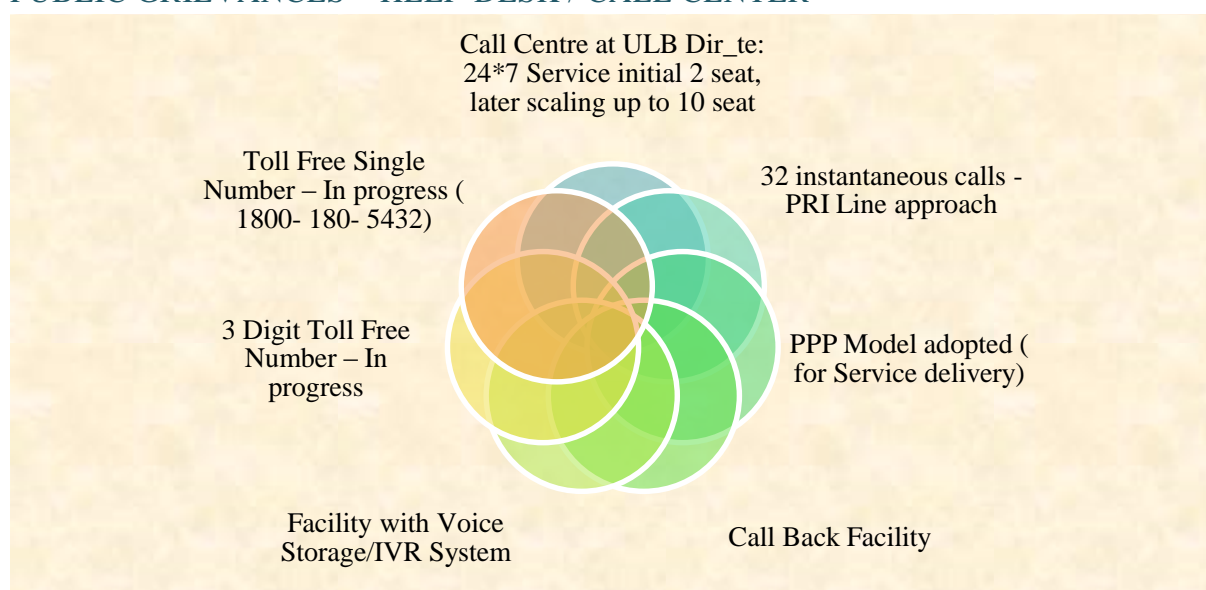 PUBLIC GRIEVANCES – HELP DESK / CALL CENTER
Call Centre at ULB Dir_te:
24*7 Service initial 2 seat,
later scaling up to 10 seat
32 instantaneous calls -
PRI Line approach
PPP Model adopted (
for Service delivery)
Call Back Facility
Facility with Voice
Storage/IVR System
3 Digit Toll Free
Number – In
progress
Toll Free Single
Number – In progress (
1800- 180- 5432)